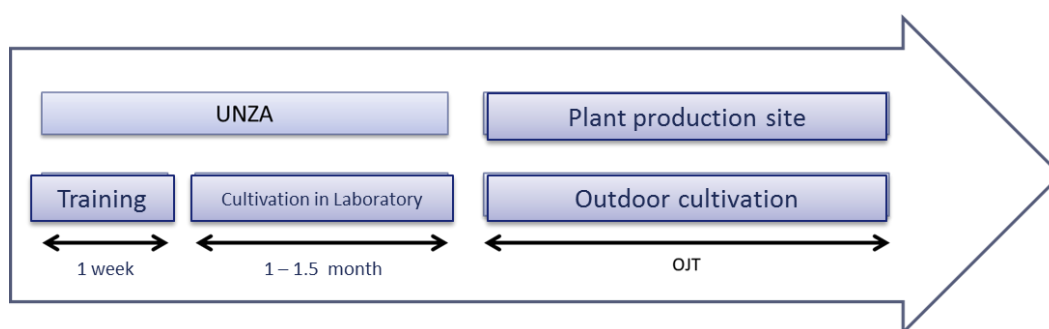 UNZA
Plant production site
Training
Cultivation in Laboratory
Outdoor cultivation
1 week
1 – 1.5 month
OJT